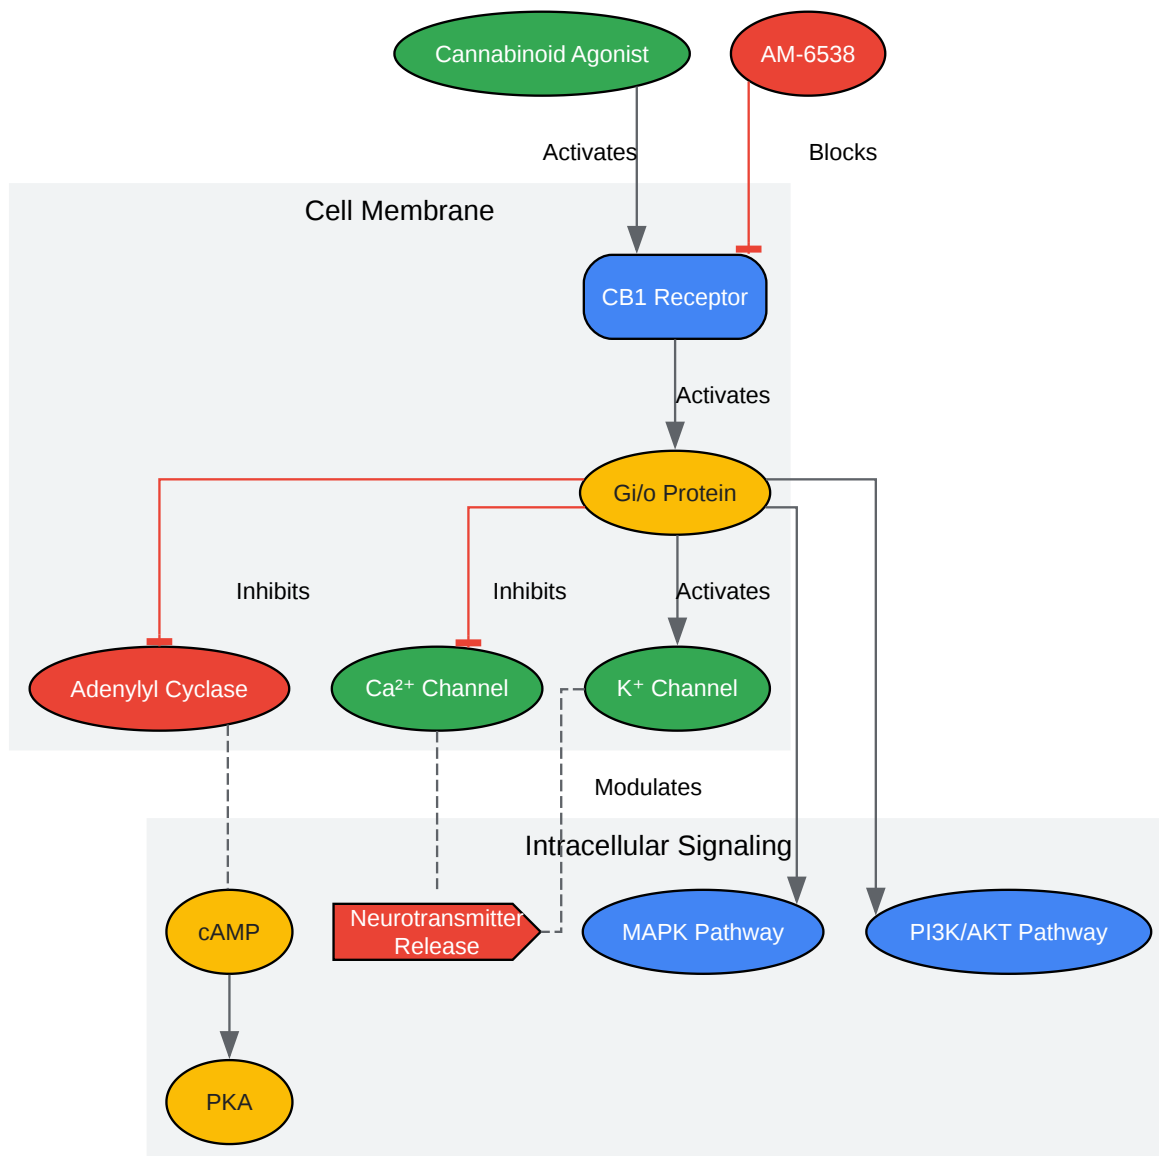 Cannabinoid Agonist
AM-6538
Activates
Blocks
Cell Membrane
CB1 Receptor
Activates
Gi/o Protein
Inhibits
Inhibits
Activates
Adenylyl Cyclase
Ca²⁺ Channel
K⁺ Channel
Modulates
Intracellular Signaling
cAMP
Neurotransmitter
Release
MAPK Pathway
PI3K/AKT Pathway
PKA